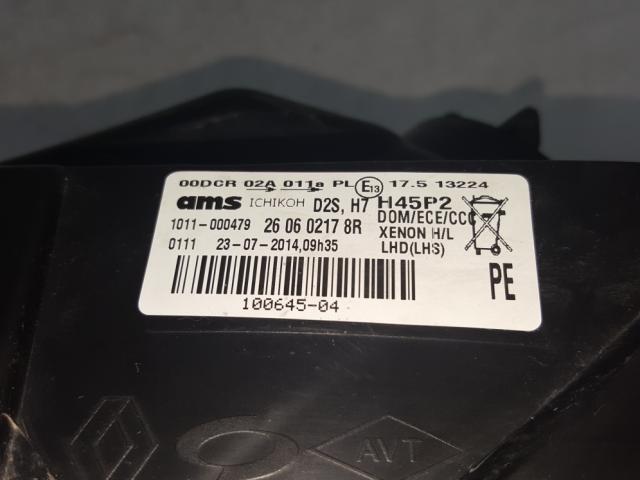 00DCR 02A 011a PL E13 17.5 13224
ams ICHIKOH D2S, H7 H45P2
1011-000479 26 06 0217 8R DOM/ECE/CCC
XENON H/L
0111 23-07-2014,09h35 LHD(LHS)
PE
100645-04
AVT